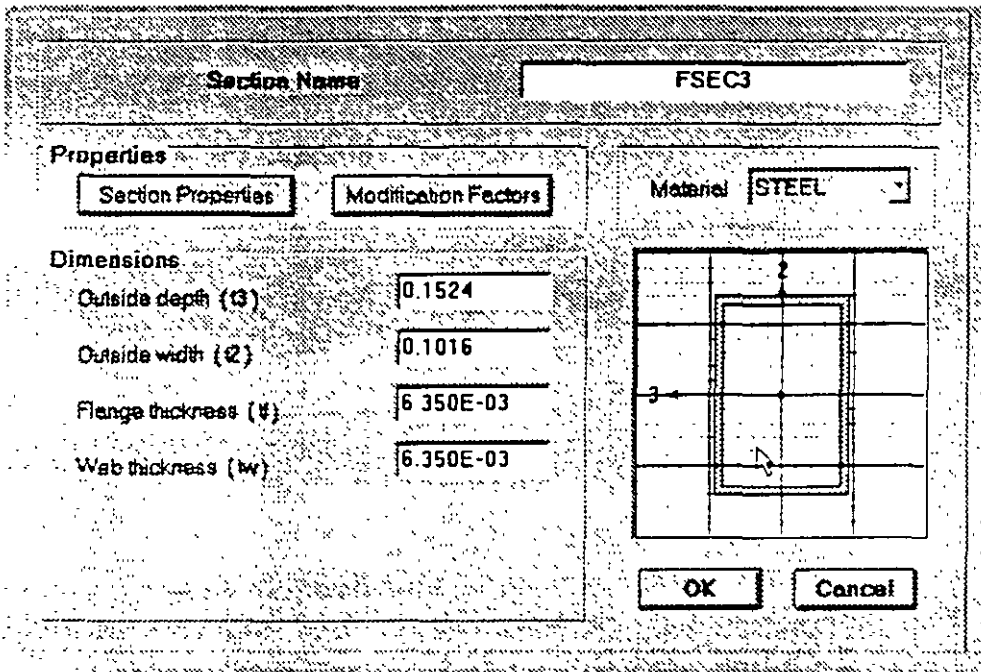 Section Name FSEC3
Properties
Section Properties Modification Factors
Material STEEL
Dimensions
Outside depth (t3) 0.1524
Outside width (t2) 0.1016
Flange thickness (tf) 6 350E-03
Web thickness (tw) 6.350E-03
2
3
OK Cancel